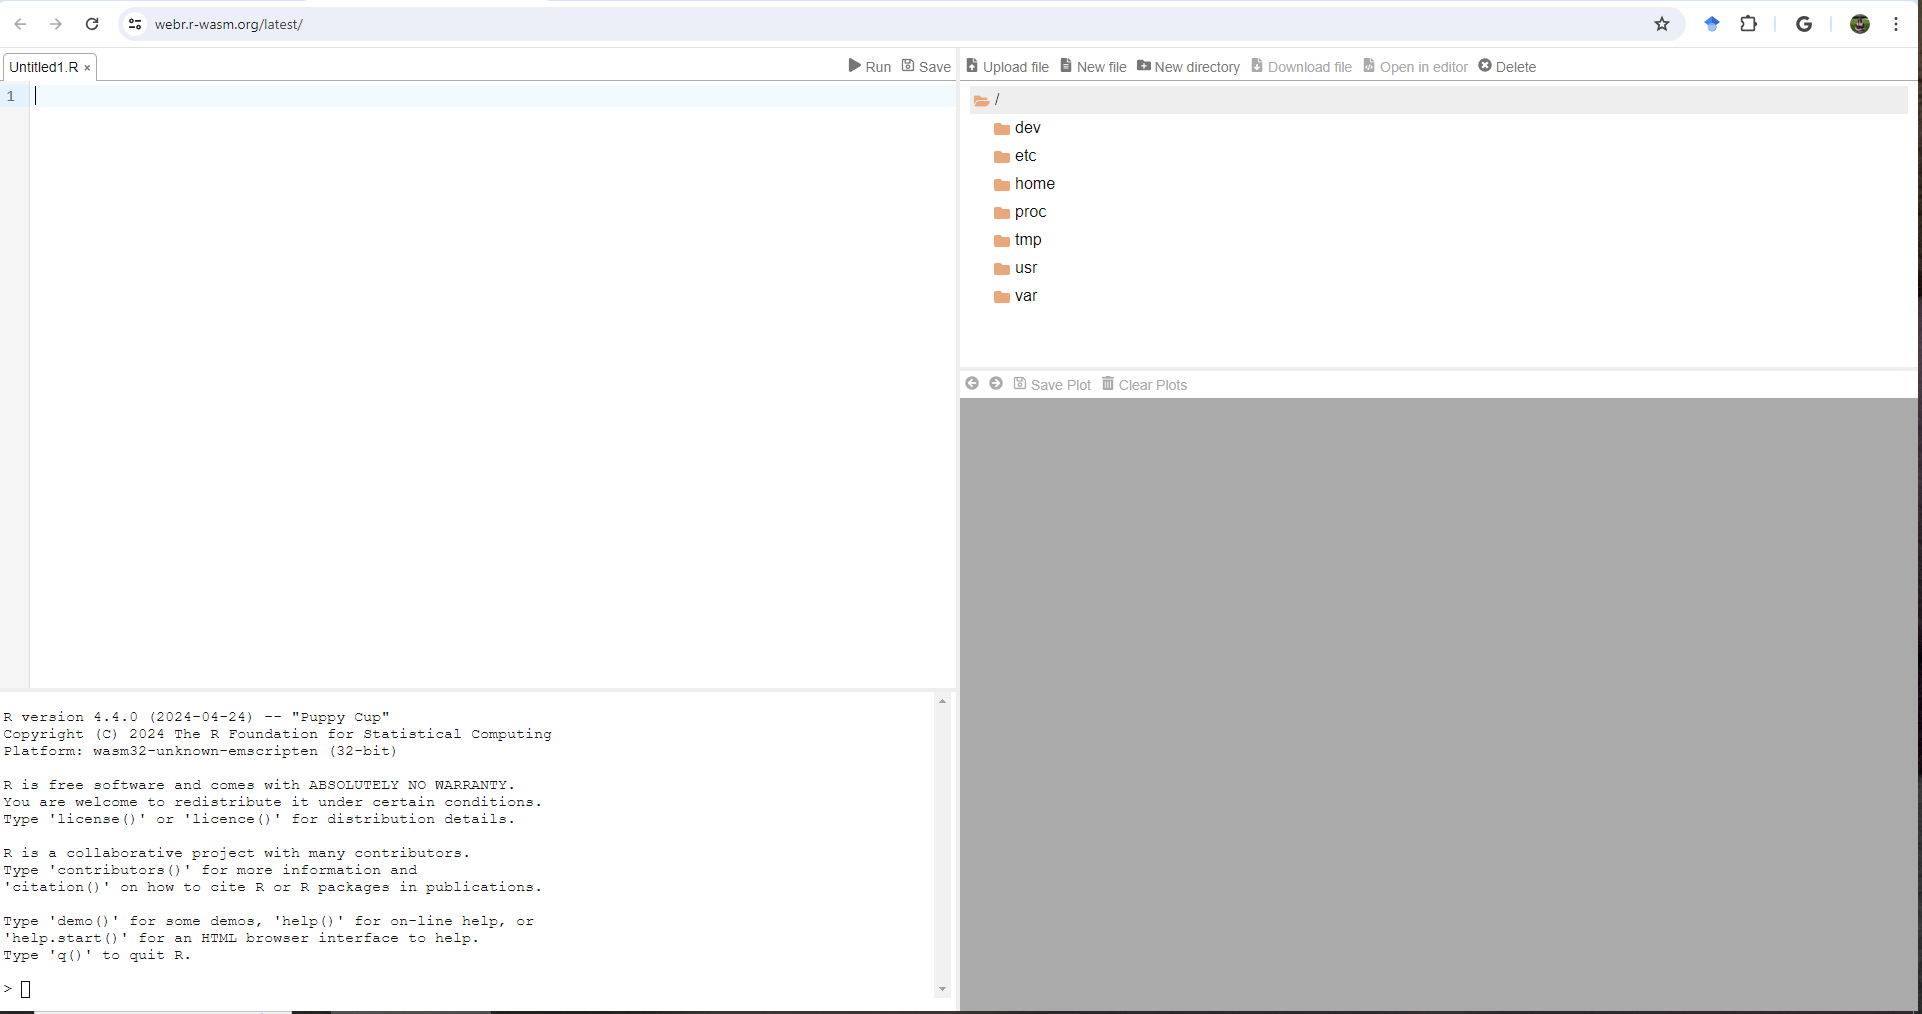 webr.r-wasm.org/latest/
Untitled1.R ×
Run Save
Upload file New file New directory Download file Open in editor Delete
1
/
dev
etc
home
proc
tmp
usr
var
Save Plot Clear Plots
R version 4.4.0 (2024-04-24) -- "Puppy Cup"
Copyright (C) 2024 The R Foundation for Statistical Computing
Platform: wasm32-unknown-emscripten (32-bit)
R is free software and comes with ABSOLUTELY NO WARRANTY.
You are welcome to redistribute it under certain conditions.
Type 'license()' or 'licence()' for distribution details.
R is a collaborative project with many contributors.
Type 'contributors()' for more information and
'citation()' on how to cite R or R packages in publications.
Type 'demo()' for some demos, 'help()' for on-line help, or
'help.start()' for an HTML browser interface to help.
Type 'q()' to quit R.
>